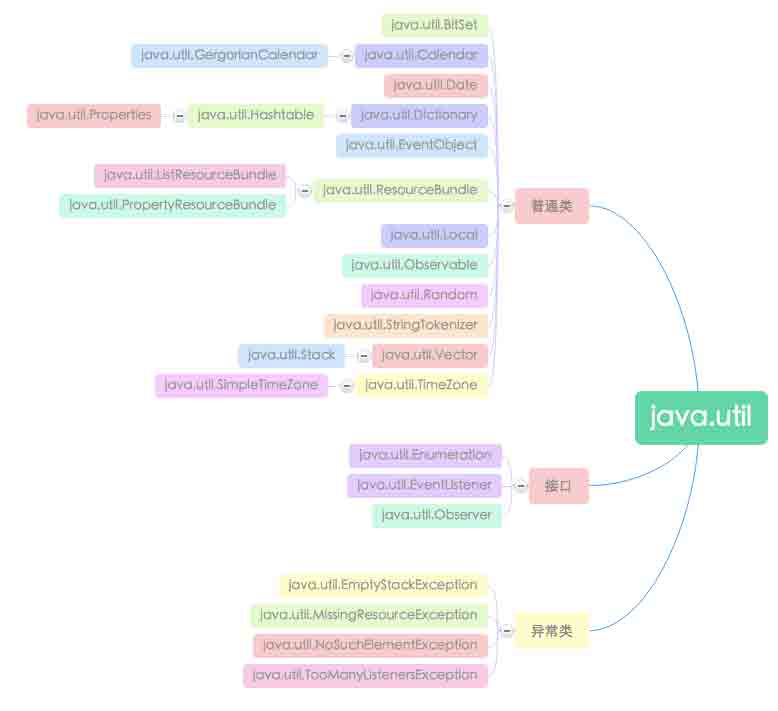 java.util.BitSet
java.util.GergorianCalendar
java.util.Calendar
java.util.Date
java.util.Properties
java.util.Hashtable
java.util.Dictionary
java.util.EventObject
java.util.ListResourceBundle
java.util.PropertyResourceBundle
java.util.ResourceBundle
普通类
java.util.Local
java.util.Observable
java.util.Random
java.util.StringTokenizer
java.util.Stack
java.util.Vector
java.util.SimpleTimeZone
java.util.TimeZone
java.util
java.util.Enumeration
java.util.EventListener
接口
java.util.Observer
java.util.EmptyStackException
java.util.MissingResourceException
异常类
java.util.NoSuchElementException
java.util.TooManyListenersException